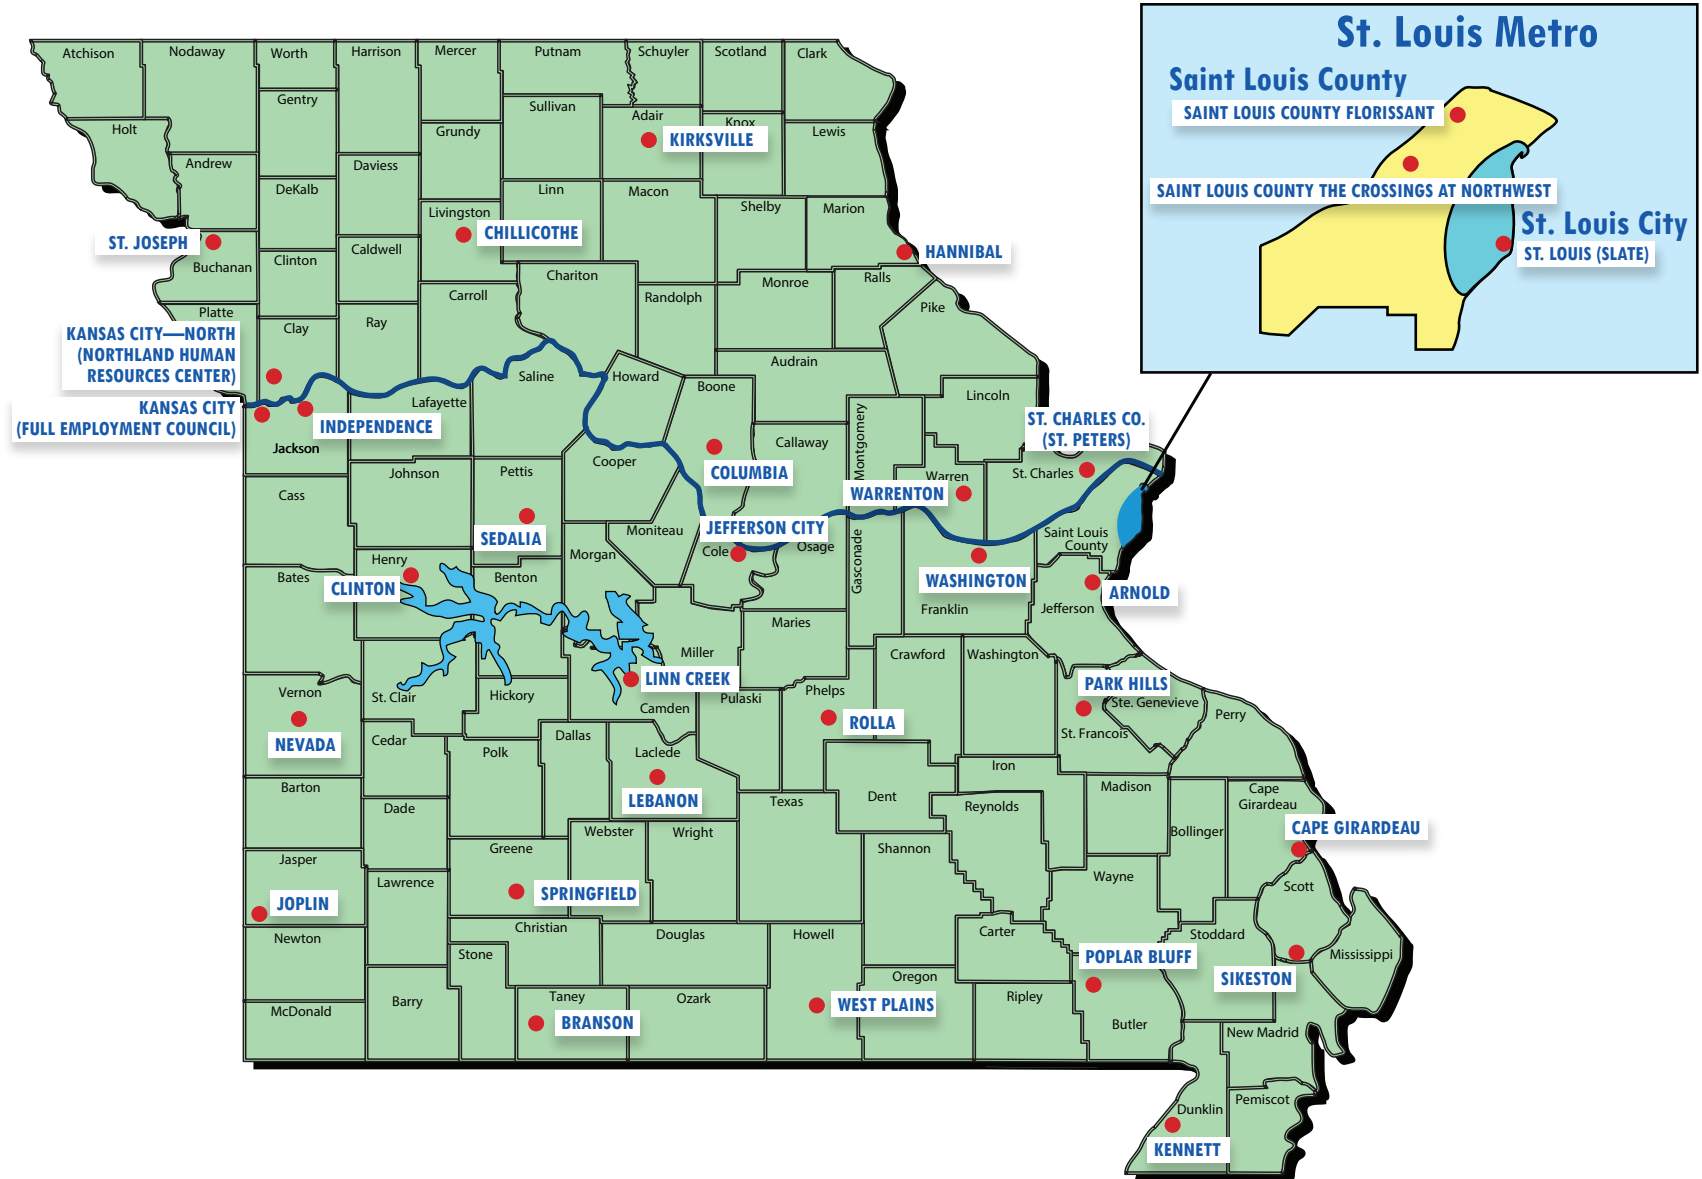 St. Louis Metro
Saint Louis County
SAINT LOUIS COUNTY FLORISSANT
SAINT LOUIS COUNTY THE CROSSINGS AT NORTHWEST
St. Louis City
ST. LOUIS (SLATE)
Atchison
Nodaway
Worth
Harrison
Mercer
Putnam
Schuyler
Scotland
Clark
Gentry
Sullivan
Adair
Knox
Holt
Grundy
Lewis
KIRKSVILLE
Andrew
Daviess
DeKalb
Linn
Macon
Shelby
Marion
Livingston
CHILLICOTHE
ST. JOSEPH
Buchanan
Clinton
Caldwell
HANNIBAL
Chariton
Monroe
Ralls
Carroll
Randolph
Pike
Platte
Clay
Ray
KANSAS CITY—NORTH
(NORTHLAND HUMAN
RESOURCES CENTER)
Audrain
Saline
Howard
Boone
Lincoln
Lafayette
KANSAS CITY
(FULL EMPLOYMENT COUNCIL)
INDEPENDENCE
ST. CHARLES CO.
(ST. PETERS)
Jackson
Callaway
Montgomery
Cooper
Johnson
Pettis
COLUMBIA
Warren
St. Charles
Cass
WARRENTON
SEDALIA
Moniteau
JEFFERSON CITY
Cole
Osage
Gasconade
Saint Louis
County
Morgan
Henry
Bates
Benton
CLINTON
WASHINGTON
ARNOLD
Franklin
Jefferson
Maries
Miller
Crawford
Washington
LINN CREEK
PARK HILLS
Vernon
St. Clair
Hickory
Camden
Pulaski
Phelps
Ste. Genevieve
Perry
ROLLA
St. Francois
NEVADA
Cedar
Polk
Dallas
Laclede
Iron
Barton
LEBANON
Texas
Dent
Reynolds
Madison
Cape
Girardeau
Dade
Webster
Wright
Bollinger
CAPE GIRARDEAU
Jasper
Greene
Shannon
Lawrence
Wayne
Scott
JOPLIN
SPRINGFIELD
Newton
Christian
Douglas
Howell
Carter
Stoddard
Stone
POPLAR BLUFF
Mississippi
Oregon
SIKESTON
McDonald
Barry
Taney
Ozark
Ripley
WEST PLAINS
BRANSON
Butler
New Madrid
Dunklin
Pemiscot
KENNETT